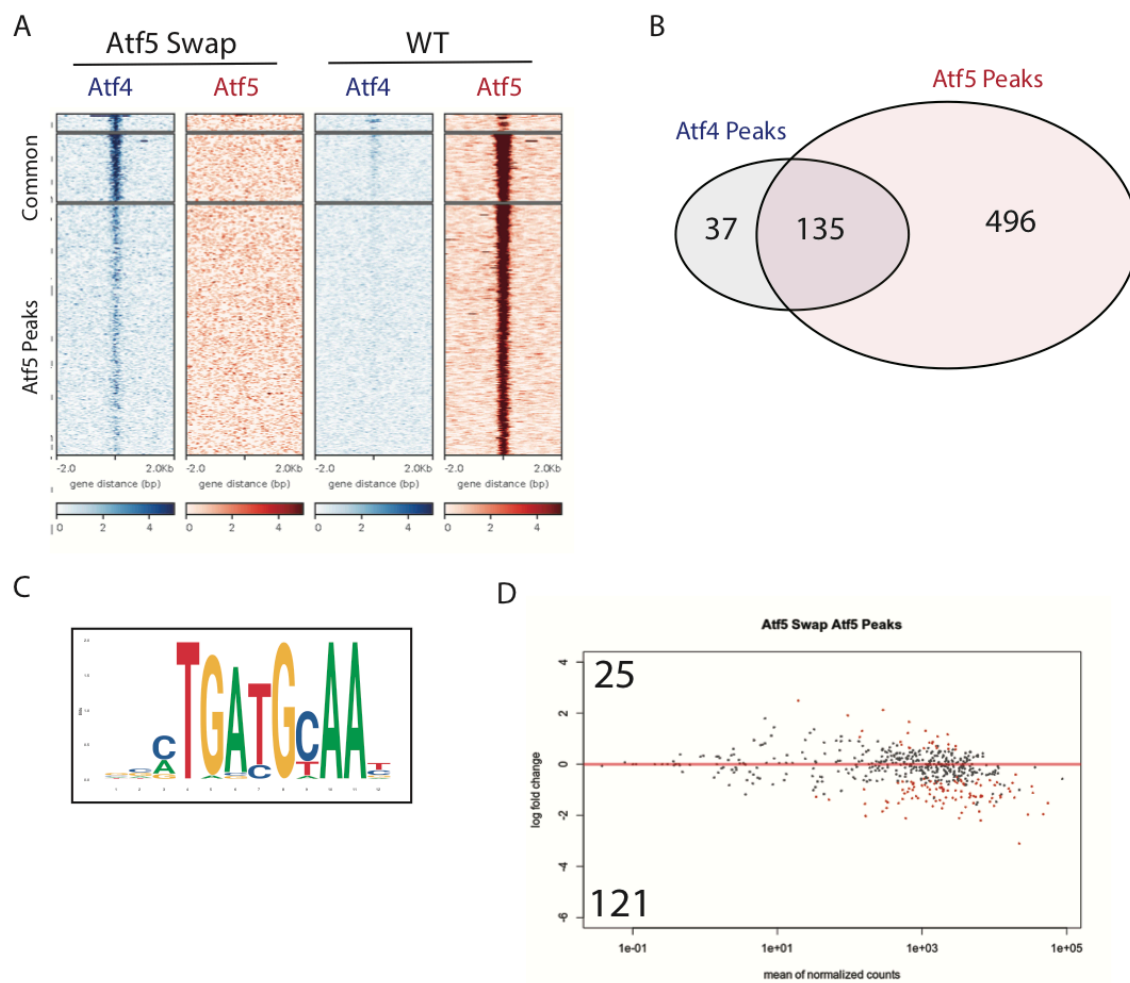 A
Atf5 Swap
WT
Atf4
Atf5
Atf4
Atf5
Common
Atf5 Peaks
-2.0
2.0Kb
-2.0
2.0Kb
-2.0
2.0Kb
-2.0
2.0Kb
gene distance (bp)
gene distance (bp)
gene distance (bp)
gene distance (bp)
0 2 4
0 2 4
0 2 4
0 2 4
B
Atf5 Peaks
Atf4 Peaks
37
135
496
C
TGATGCAA
D
Atf5 Swap Atf5 Peaks
25
121
log fold change
4
2
0
-2
-4
-6
1e-01
1e+01
1e+03
1e+05
mean of normalized counts